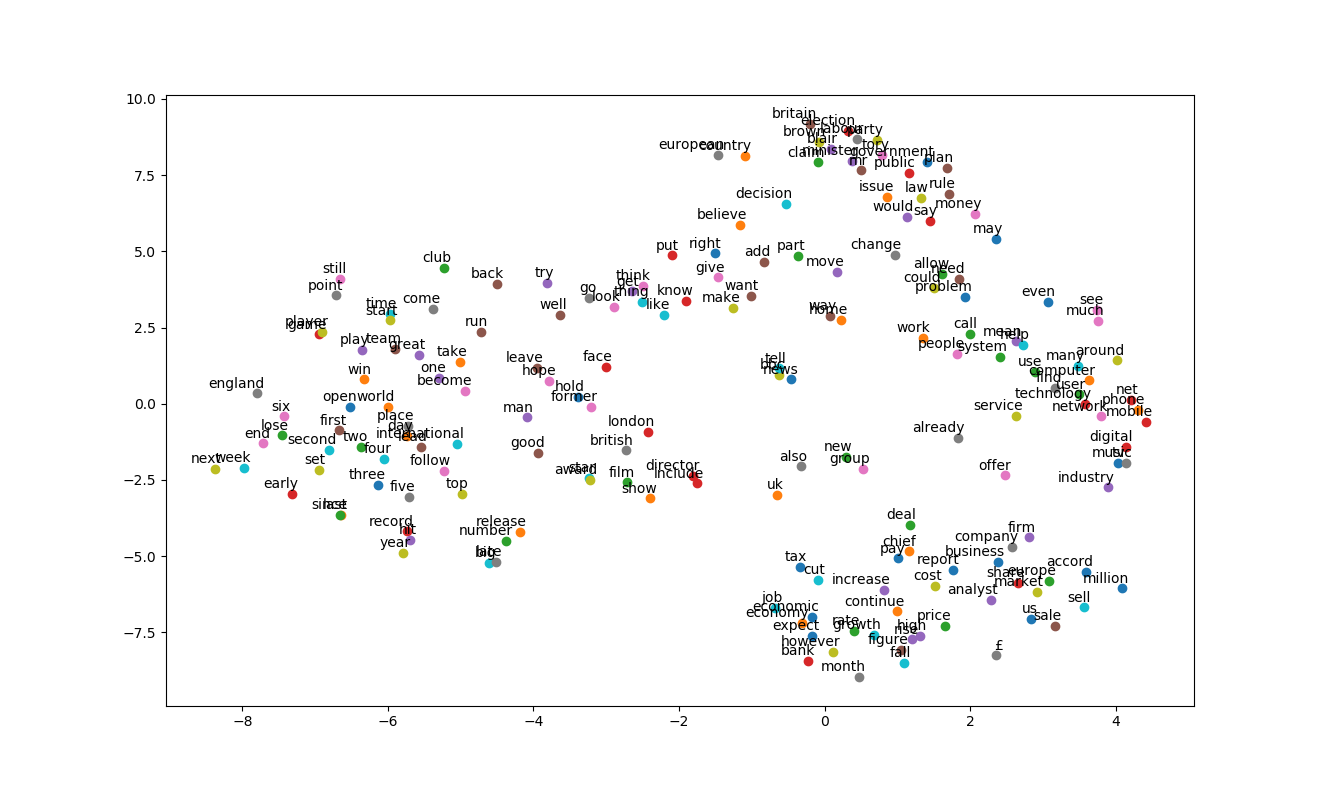 10.0
britain
election
brown
labour
party
blair
tory
european
country
claim
minister
government
mr
public
plan
7.5
decision
issue
law
rule
would
say
money
believe
may
5.0
put
right
add
part
change
club
still
back
try
think
give
move
allow
need
could
point
get
go
look
thing
know
want
problem
even
see
2.5
time
start
come
well
like
make
way
home
much
player
game
run
work
call
mean
help
play
team
great
take
leave
face
tell
bbc
news
people
system
many
around
win
one
become
hope
use
computer
find
england
open
world
hold
former
technology
user
net
0.0
six
place
man
london
service
network
phone
mobile
lose
first
day
already
end
second
two
lead
international
good
british
digital
next
week
set
four
follow
star
award
film
director
include
also
new
group
offer
music
tv
−2.5
early
three
five
top
show
uk
industry
since
last
record
hit
release
number
deal
firm
−5.0
year
late
big
tax
cut
chief
pay
report
company
business
share
europe
accord
increase
cost
analyst
market
million
job
economic
economy
continue
us
sell
−7.5
expect
rate
growth
high
rise
price
sale
however
figure
bank
fall
£
month
−8
−6
−4
−2
0
2
4